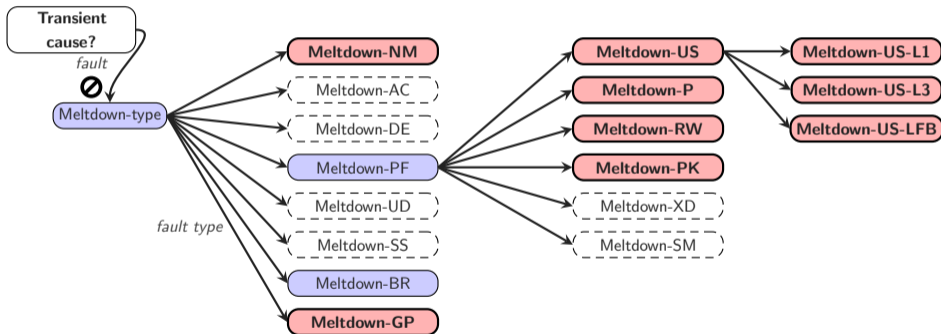 Transient
cause?
fault
Meltdown-type
fault type
Meltdown-NM
Meltdown-AC
Meltdown-DE
Meltdown-PF
Meltdown-UD
Meltdown-SS
Meltdown-BR
Meltdown-GP
Meltdown-US
Meltdown-P
Meltdown-RW
Meltdown-PK
Meltdown-XD
Meltdown-SM
Meltdown-US-L1
Meltdown-US-L3
Meltdown-US-LFB